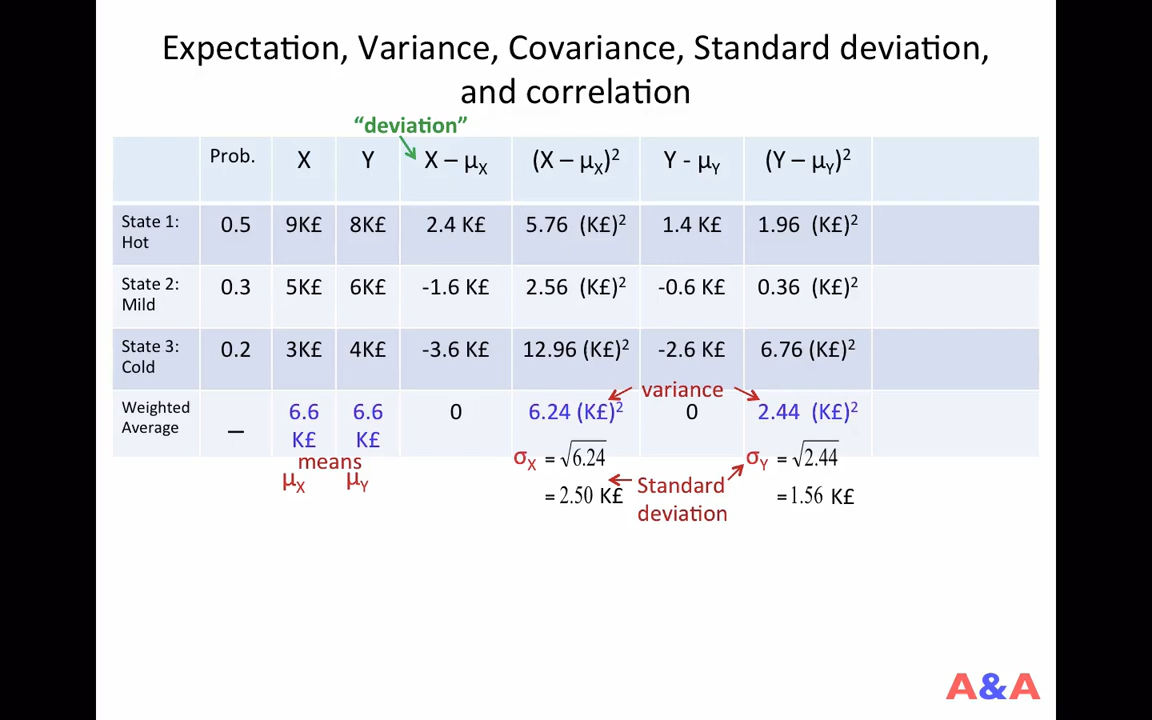 Expectation, Variance, Covariance, Standard deviation,
and correlation
“deviation”
Prob. X Y X – μX (X – μX)² Y - μY (Y – μY)²
State 1: Hot 0.5 9K£ 8K£ 2.4 K£ 5.76 (K£)² 1.4 K£ 1.96 (K£)²
State 2: Mild 0.3 5K£ 6K£ -1.6 K£ 2.56 (K£)² -0.6 K£ 0.36 (K£)²
State 3: Cold 0.2 3K£ 4K£ -3.6 K£ 12.96 (K£)² -2.6 K£ 6.76 (K£)²
variance
Weighted Average _ 6.6 K£ 6.6 K£ 0 6.24 (K£)² 0 2.44 (K£)²
means
μX μY
σX = √6.24 σY = √2.44
= 2.50 K£ Standard deviation = 1.56 K£
A&A